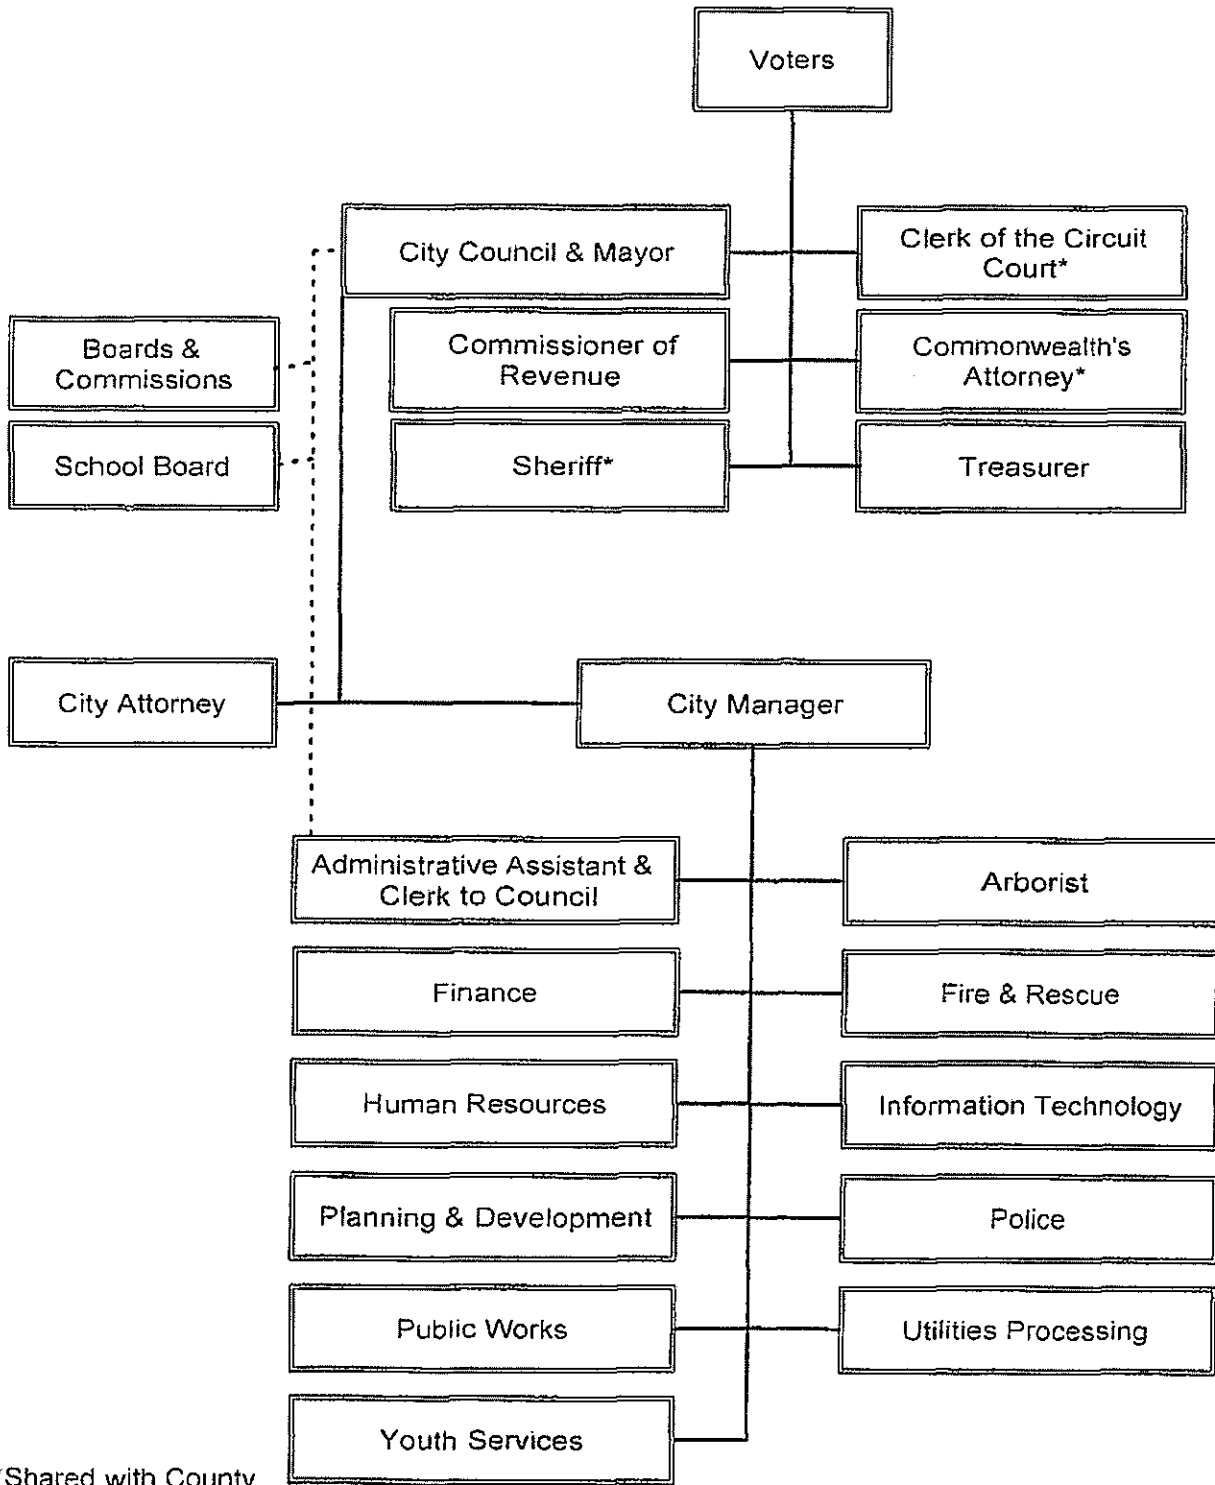 Voters
City Council & Mayor
Clerk of the Circuit
Court*
Boards &
Commissions
Commissioner of
Revenue
Commonwealth's
Attorney*
School Board
Sheriff*
Treasurer
City Attorney
City Manager
Administrative Assistant &
Clerk to Council
Arborist
Finance
Fire & Rescue
Human Resources
Information Technology
Planning & Development
Police
Public Works
Utilities Processing
Youth Services
*Shared with County